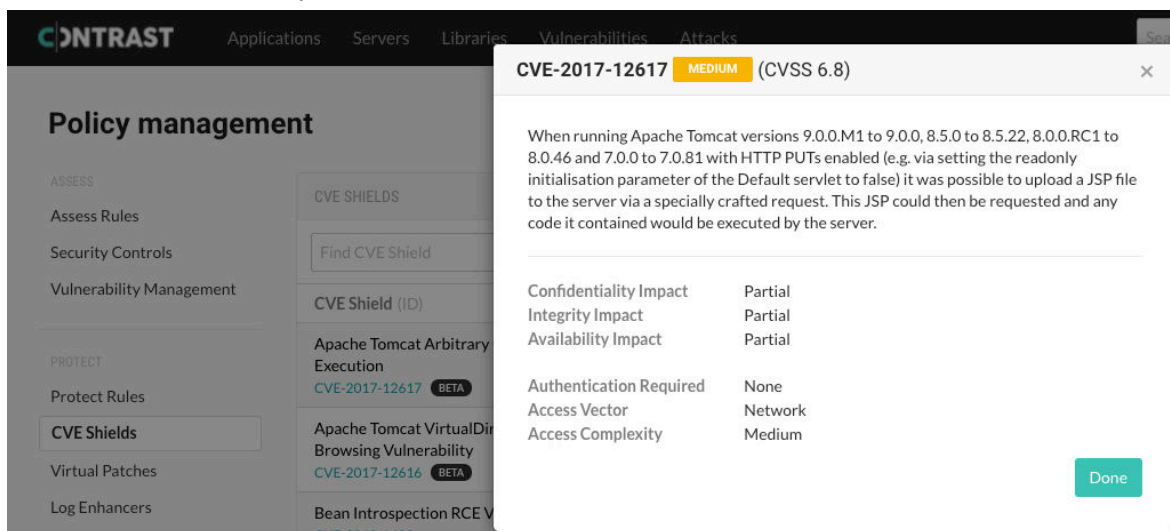 CONTRAST
Applications Servers Libraries Vulnerabilities Attacks
Sea
Policy management
ASSESS
Assess Rules
Security Controls
Vulnerability Management
PROTECT
Protect Rules
CVE Shields
Virtual Patches
Log Enhancers
CVE SHIELDS
Find CVE Shield
CVE Shield (ID)
Apache Tomcat Arbitrary
Execution
CVE-2017-12617 BETA
Apache Tomcat VirtualDir
Browsing Vulnerability
CVE-2017-12616 BETA
Bean Introspection RCE V
CVE-2017-12617 MEDIUM (CVSS 6.8) ×
When running Apache Tomcat versions 9.0.0.M1 to 9.0.0, 8.5.0 to 8.5.22, 8.0.0.RC1 to
8.0.46 and 7.0.0 to 7.0.81 with HTTP PUTs enabled (e.g. via setting the readonly
initialisation parameter of the Default servlet to false) it was possible to upload a JSP file
to the server via a specially crafted request. This JSP could then be requested and any
code it contained would be executed by the server.
Confidentiality Impact Partial
Integrity Impact Partial
Availability Impact Partial
Authentication Required None
Access Vector Network
Access Complexity Medium
Done